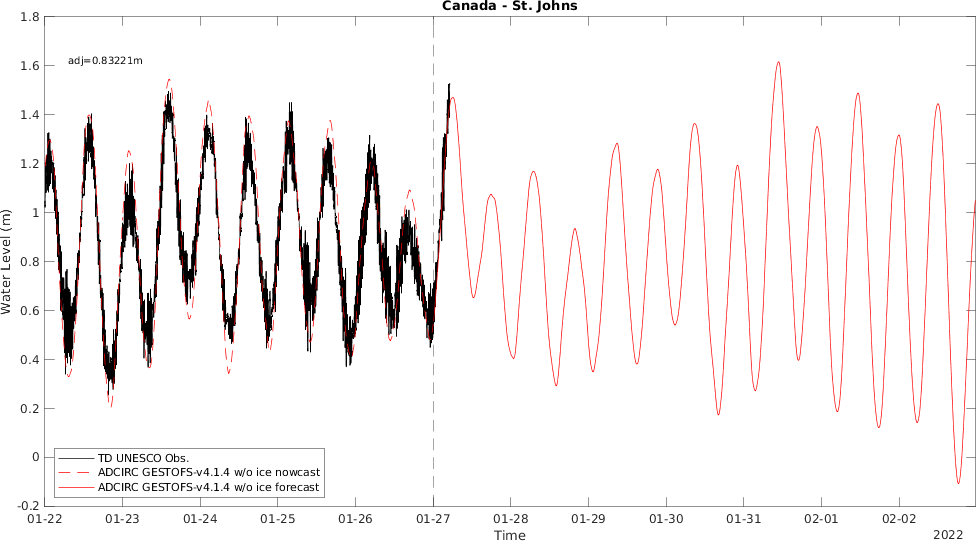 Canada - St. Johns
1.8
1.6
1.4
1.2
1
0.8
0.6
0.4
0.2
0
-0.2
Water Level (m)
adj=0.83221m
TD UNESCO Obs.
ADCIRC GESTOFS-v4.1.4 w/o ice nowcast
ADCIRC GESTOFS-v4.1.4 w/o ice forecast
01-22 01-23 01-24 01-25 01-26 01-27 01-28 01-29 01-30 01-31 02-01 02-02
Time
2022